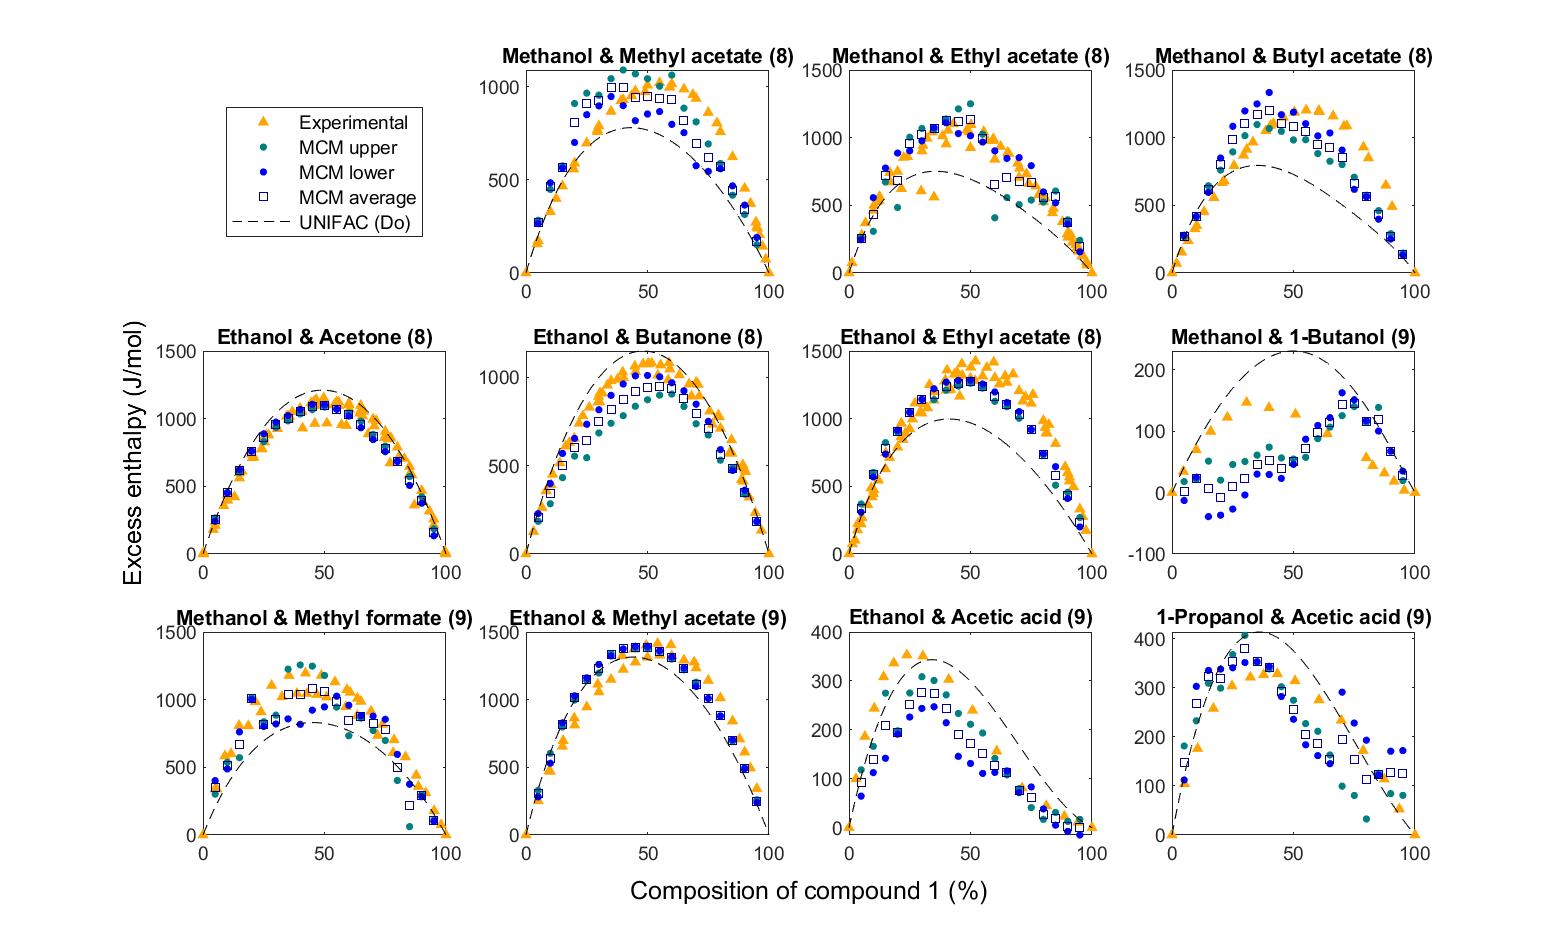 Methanol & Methyl acetate (8)
Methanol & Ethyl acetate (8)
Methanol & Butyl acetate (8)
Experimental
MCM upper
MCM lower
MCM average
UNIFAC (Do)
1000
500
0
0 50 100
1500
1000
500
0
0 50 100
1500
1000
500
0
0 50 100
Excess enthalpy (J/mol)
Ethanol & Acetone (8)
Ethanol & Butanone (8)
Ethanol & Ethyl acetate (8)
Methanol & 1-Butanol (9)
1500
1000
500
0
0 50 100
1000
500
0
0 50 100
1500
1000
500
0
0 50 100
200
100
0
-100
0 50 100
Methanol & Methyl formate (9)
Ethanol & Methyl acetate (9)
Ethanol & Acetic acid (9)
1-Propanol & Acetic acid (9)
1500
1000
500
0
0 50 100
1500
1000
500
0
0 50 100
400
300
200
100
0
0 50 100
400
300
200
100
0
0 50 100
Composition of compound 1 (%)